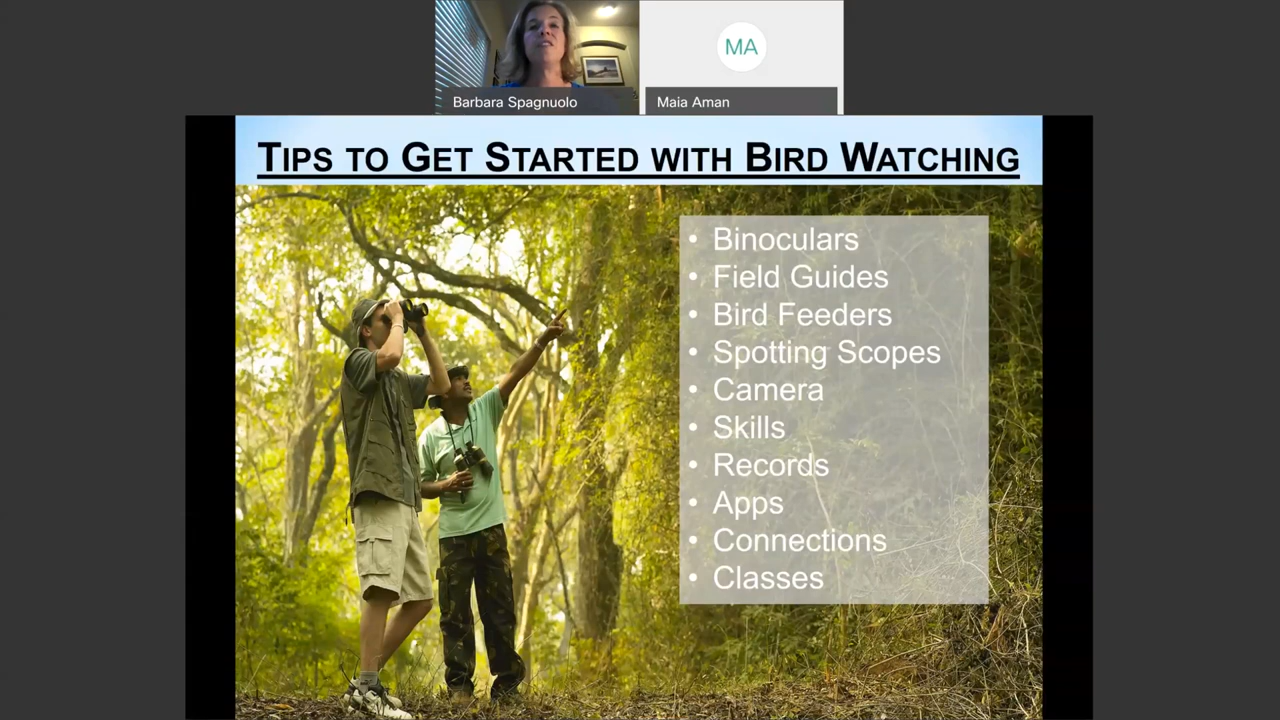 MA
Barbara Spagnuolo
Maia Aman
TIPS TO GET STARTED WITH BIRD WATCHING
• Binoculars
• Field Guides
• Bird Feeders
• Spotting Scopes
• Camera
• Skills
• Records
• Apps
• Connections
• Classes